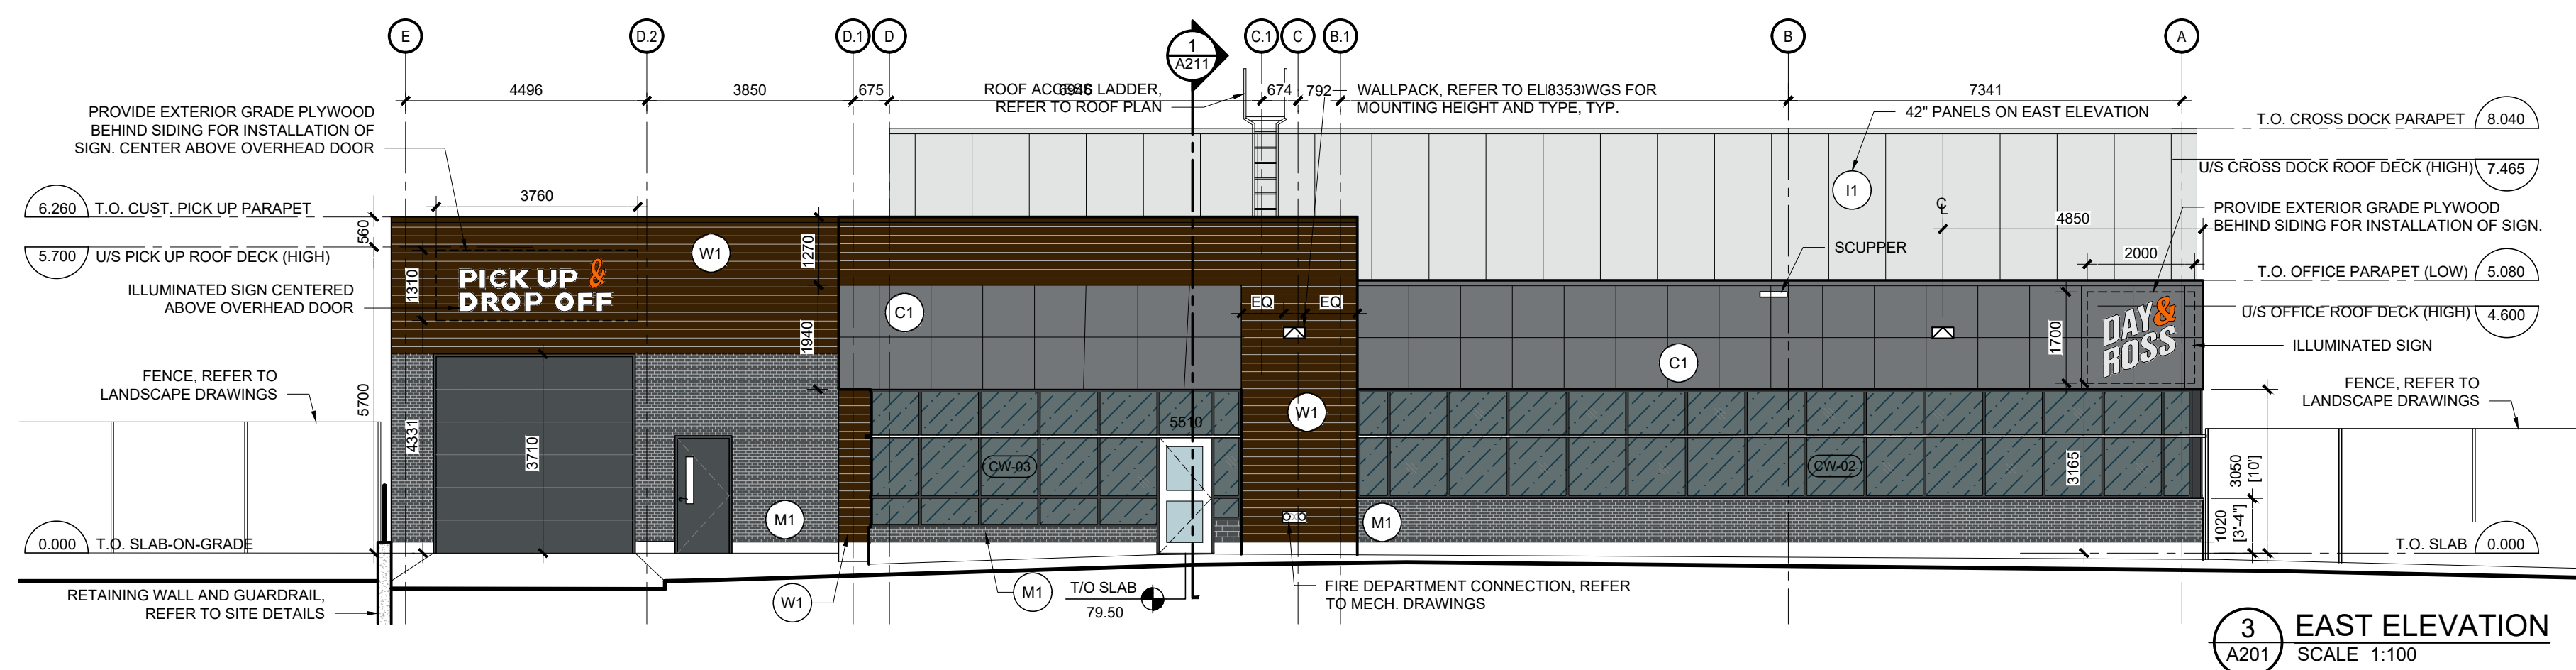 E
D.2
D.1
D
C.1
C
B.1
B
A
1
A211
4496
3850
675
6946
674
792
8353
7341
ROOF ACCESS LADDER,
REFER TO ROOF PLAN
WALLPACK, REFER TO EL
WGS FOR
MOUNTING HEIGHT AND TYPE, TYP.
42" PANELS ON EAST ELEVATION
PROVIDE EXTERIOR GRADE PLYWOOD
BEHIND SIDING FOR INSTALLATION OF
SIGN. CENTER ABOVE OVERHEAD DOOR
T.O. CROSS DOCK PARAPET 8.040
U/S CROSS DOCK ROOF DECK (HIGH) 7.465
I1
3760
6.260 T.O. CUST. PICK UP PARAPET
560
℄
4850
PROVIDE EXTERIOR GRADE PLYWOOD
BEHIND SIDING FOR INSTALLATION OF SIGN.
5.700 U/S PICK UP ROOF DECK (HIGH)
W1
1270
SCUPPER
2000
T.O. OFFICE PARAPET (LOW) 5.080
U/S OFFICE ROOF DECK (HIGH) 4.600
1310
PICK UP &
DROP OFF
ILLUMINATED SIGN CENTERED
ABOVE OVERHEAD DOOR
C1
EQ
EQ
1940
1700
DAY&
ROSS
ILLUMINATED SIGN
C1
FENCE, REFER TO
LANDSCAPE DRAWINGS
FENCE, REFER TO
LANDSCAPE DRAWINGS
5700
4331
3710
W1
5510
CW-03
CW-02
3165
3050
[10']
1020
[3'-4"]
M1
M1
0.000 T.O. SLAB-ON-GRADE
T.O. SLAB 0.000
RETAINING WALL AND GUARDRAIL,
REFER TO SITE DETAILS
W1
M1
T/O SLAB
79.50
FIRE DEPARTMENT CONNECTION, REFER
TO MECH. DRAWINGS
3
A201
EAST ELEVATION
SCALE 1:100